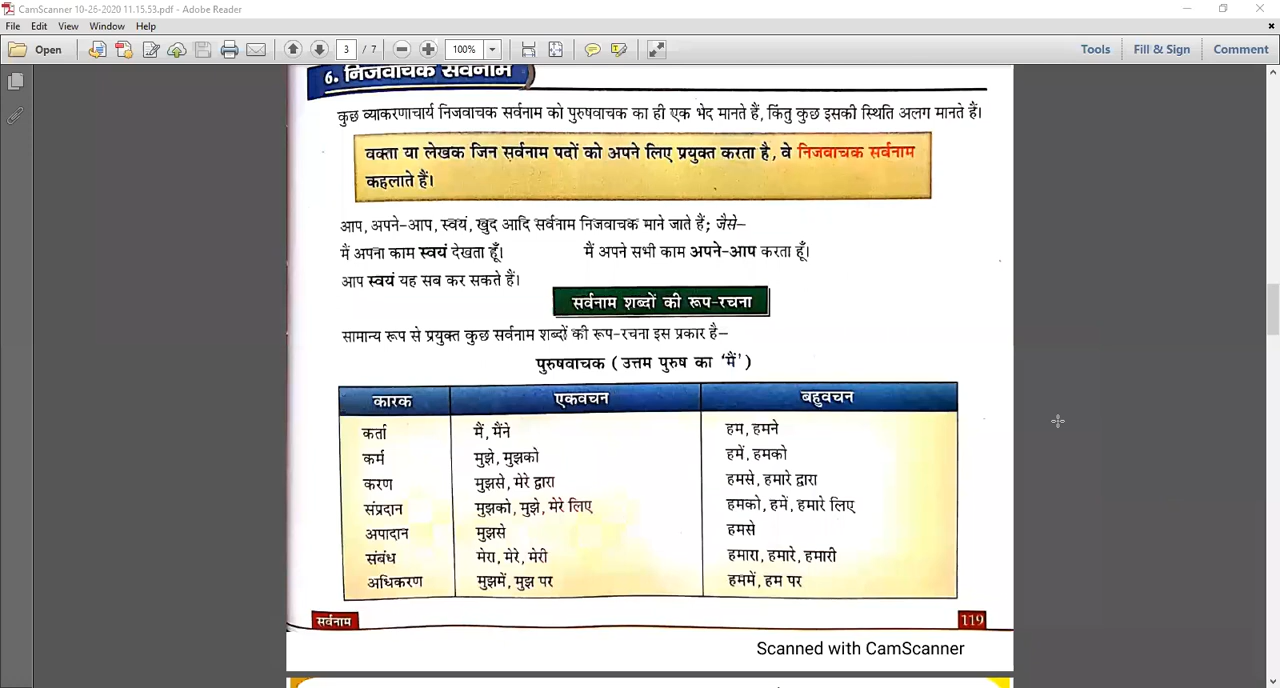 CamScanner 10-26-2020 11.15.53.pdf - Adobe Reader
File Edit View Window Help
Open 3 / 7 100% Tools Fill & Sign Comment
6. निजवाचक सर्वनाम
कुछ व्याकरणाचार्य निजवाचक सर्वनाम को पुरुषवाचक का ही एक भेद मानते हैं, किंतु कुछ इसकी स्थिति अलग मानते हैं।
वक्ता या लेखक जिन सर्वनाम पदों को अपने लिए प्रयुक्त करता है, वे निजवाचक सर्वनाम
कहलाते हैं।
आप, अपने-आप, स्वयं, खुद आदि सर्वनाम निजवाचक माने जाते हैं; जैसे–
मैं अपना काम स्वयं देखता हूँ। मैं अपने सभी काम अपने-आप करता हूँ।
आप स्वयं यह सब कर सकते हैं।
सर्वनाम शब्दों की रूप-रचना
सामान्य रूप से प्रयुक्त कुछ सर्वनाम शब्दों की रूप-रचना इस प्रकार है–
पुरुषवाचक ( उत्तम पुरुष का ‘मैं’ )
कारक एकवचन बहुवचन
कर्ता मैं, मैंने हम, हमने
कर्म मुझे, मुझको हमें, हमको
करण मुझसे, मेरे द्वारा हमसे, हमारे द्वारा
संप्रदान मुझको, मुझे, मेरे लिए हमको, हमें, हमारे लिए
अपादान मुझसे हमसे
संबंध मेरा, मेरे, मेरी हमारा, हमारे, हमारी
अधिकरण मुझमें, मुझ पर हममें, हम पर
सर्वनाम 119
Scanned with CamScanner